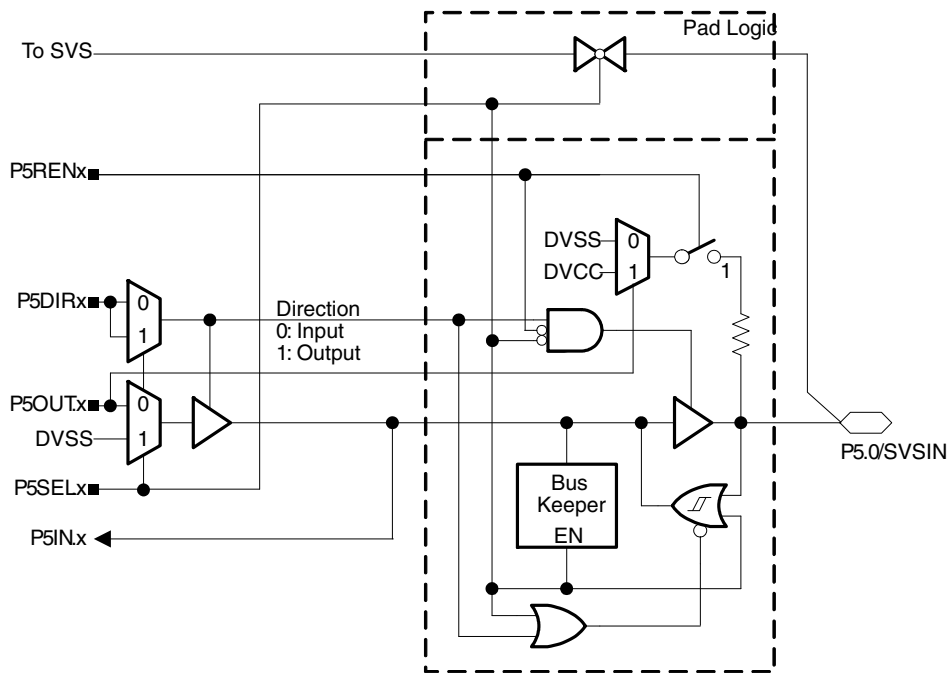 Pad Logic
To SVS
P5RENx
DVSS
0
DVCC
1
1
P5DIRx
0
1
Direction
0: Input
1: Output
P5OUT.x
0
DVSS
1
P5.0/SVSIN
P5SELx
Bus
Keeper
EN
P5IN.x